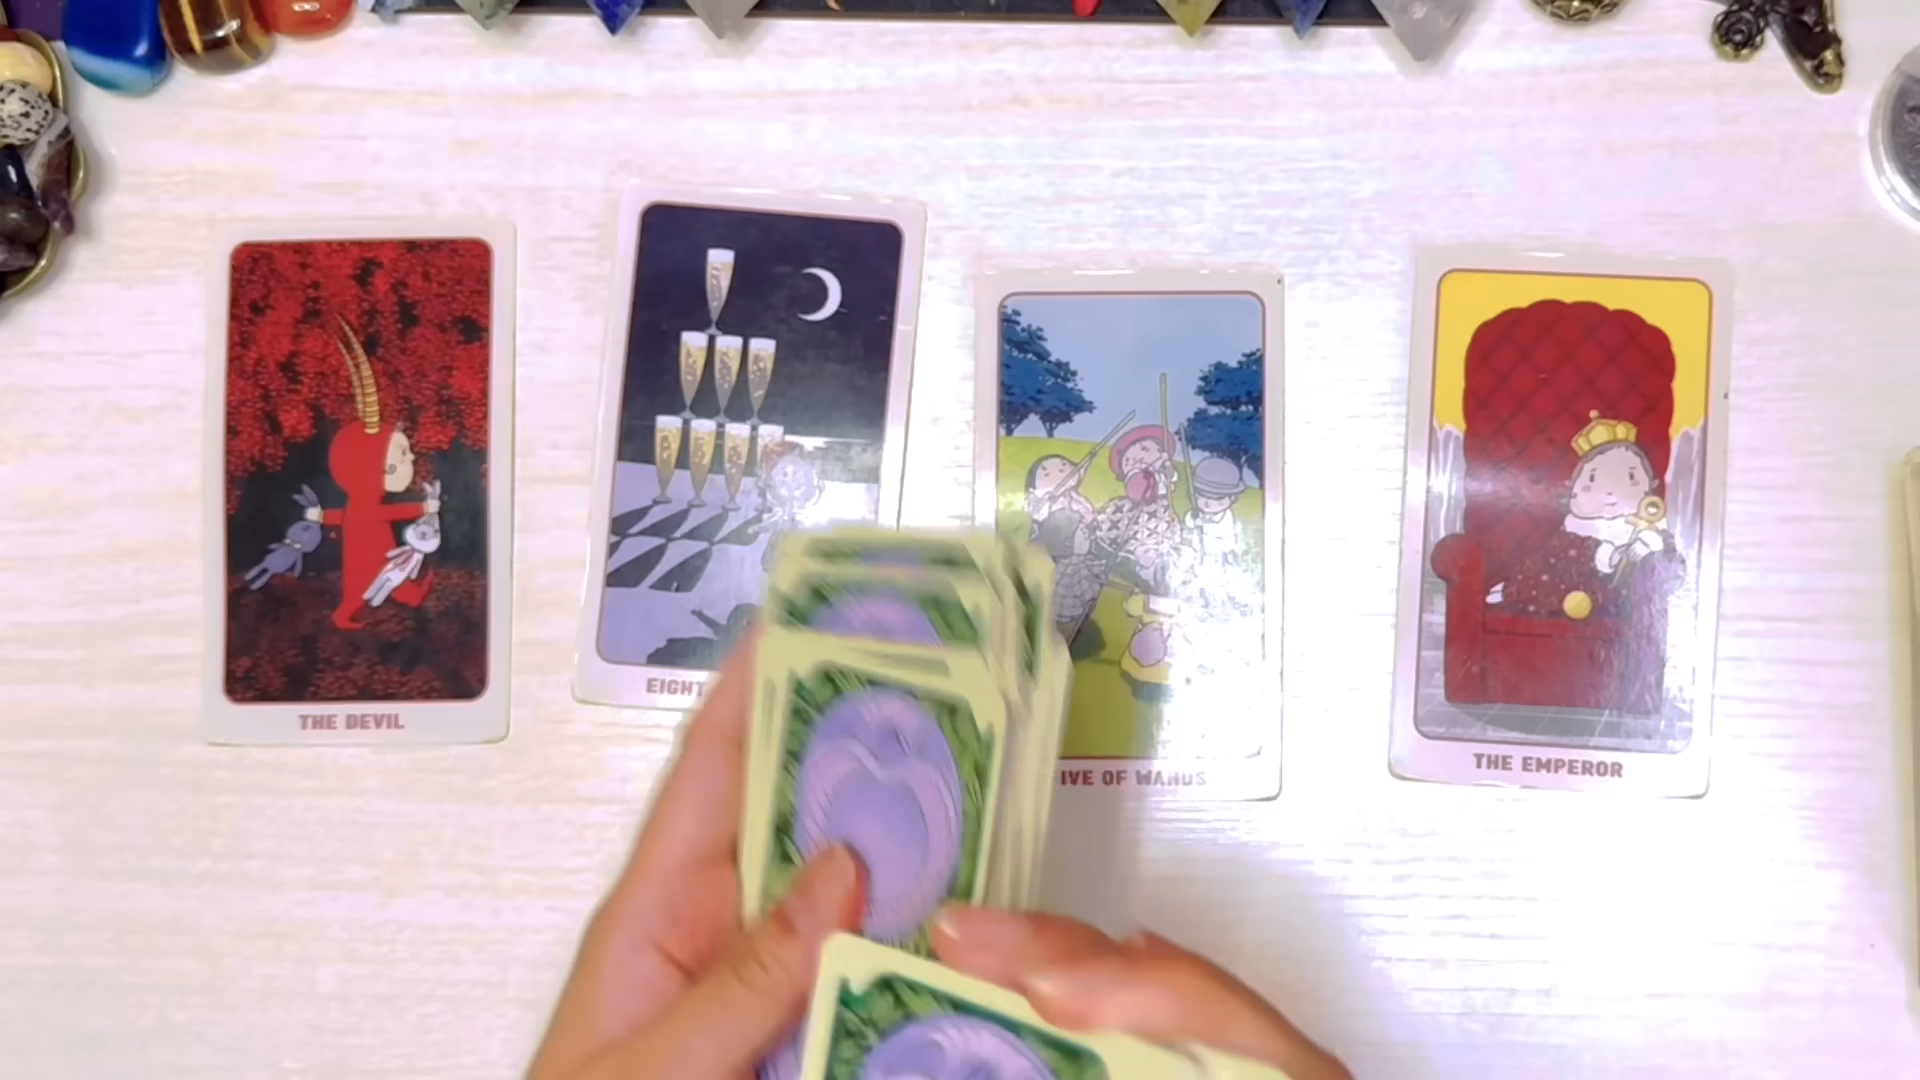 THE DEVIL
EIGHT
IVE OF WANDS
THE EMPEROR